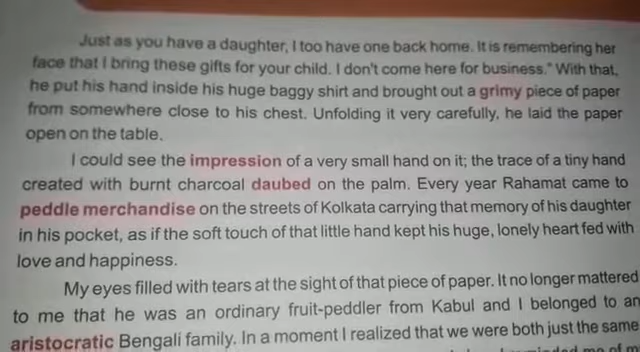 Just as you have a daughter, I too have one back home. It is remembering her
face that I bring these gifts for your child. I don't come here for business." With that,
he put his hand inside his huge baggy shirt and brought out a grimy piece of paper
from somewhere close to his chest. Unfolding it very carefully, he laid the paper
open on the table.
I could see the impression of a very small hand on it; the trace of a tiny hand
created with burnt charcoal daubed on the palm. Every year Rahamat came to
peddle merchandise on the streets of Kolkata carrying that memory of his daughter
in his pocket, as if the soft touch of that little hand kept his huge, lonely heart fed with
love and happiness.
My eyes filled with tears at the sight of that piece of paper. It no longer mattered
to me that he was an ordinary fruit-peddler from Kabul and I belonged to an
aristocratic Bengali family. In a moment I realized that we were both just the same